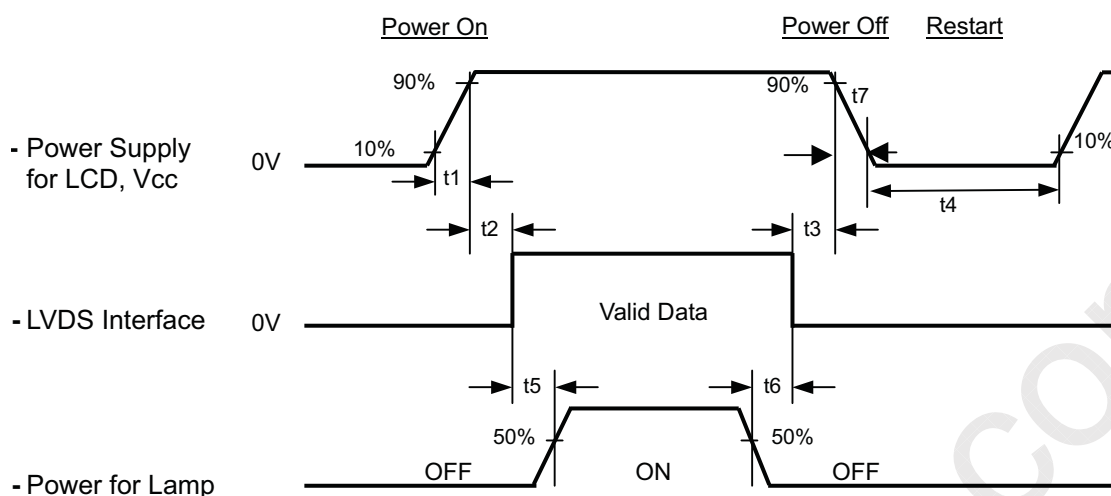 Power On
Power Off
Restart
90%
90%
t7
- Power Supply
for LCD, Vcc
0V
10%
10%
t1
t4
t2
t3
- LVDS Interface
0V
Valid Data
t5
t6
50%
50%
- Power for Lamp
OFF
ON
OFF
com